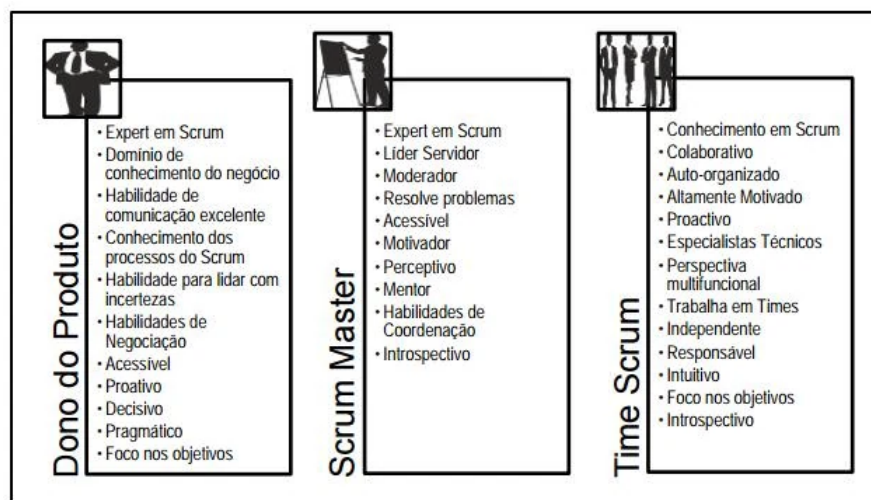 Dono do Produto
• Expert em Scrum
• Domínio de
conhecimento do negócio
• Habilidade de
comunicação excelente
• Conhecimento dos
processos do Scrum
• Habilidade para lidar com
incertezas
• Habilidades de
Negociação
• Acessível
• Proativo
• Decisivo
• Pragmático
• Foco nos objetivos
Scrum Master
• Expert em Scrum
• Líder Servidor
• Moderador
• Resolve problemas
• Acessível
• Motivador
• Perceptivo
• Mentor
• Habilidades de
Coordenação
• Introspectivo
Time Scrum
• Conhecimento em Scrum
• Colaborativo
• Auto-organizado
• Altamente Motivado
• Proactivo
• Especialistas Técnicos
• Perspectiva
multifuncional
• Trabalha em Times
• Independente
• Responsável
• Intuitivo
• Foco nos objetivos
• Introspectivo